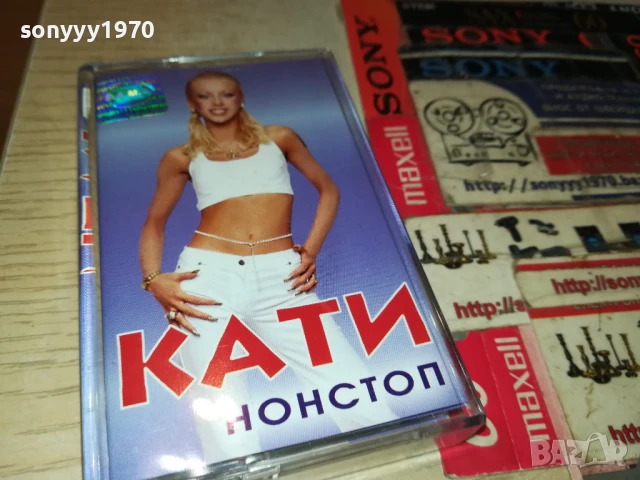 sonyyy1970
КАТИ
НОНСТОП
SONY
maxell
SONY
SONY
http://sonyyy1970.ba
http://son
http://s
maxell
BAZAR